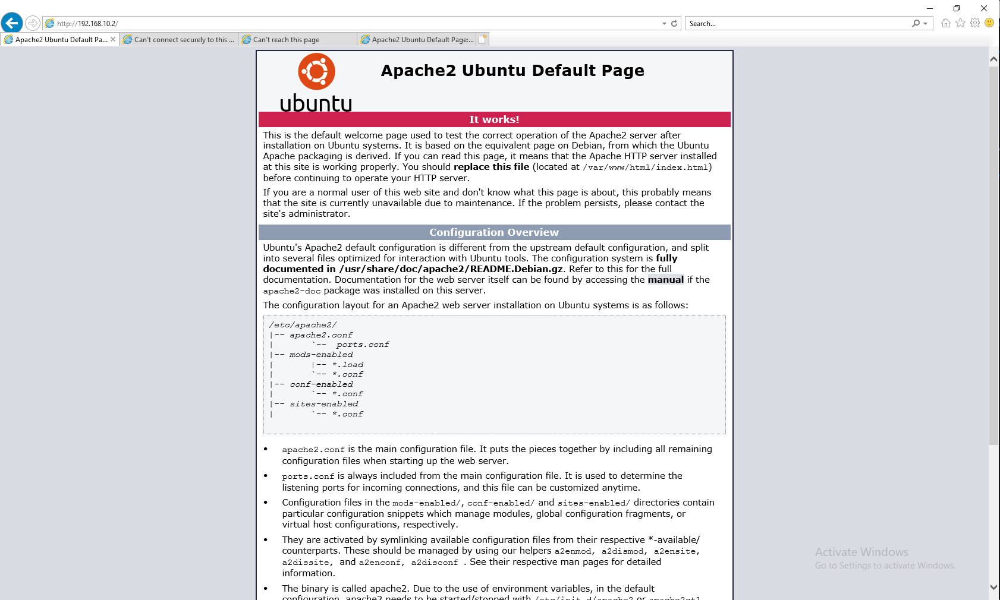 http://192.168.10.2/
Search...
Apache2 Ubuntu Default Pa...
Can't connect securely to this ...
Can't reach this page
Apache2 Ubuntu Default Page:...
ubuntu
Apache2 Ubuntu Default Page
It works!
This is the default welcome page used to test the correct operation of the Apache2 server after
installation on Ubuntu systems. It is based on the equivalent page on Debian, from which the Ubuntu
Apache packaging is derived. If you can read this page, it means that the Apache HTTP server installed
at this site is working properly. You should replace this file (located at /var/www/html/index.html)
before continuing to operate your HTTP server.
If you are a normal user of this web site and don't know what this page is about, this probably means
that the site is currently unavailable due to maintenance. If the problem persists, please contact the
site's administrator.
Configuration Overview
Ubuntu's Apache2 default configuration is different from the upstream default configuration, and split
into several files optimized for interaction with Ubuntu tools. The configuration system is fully
documented in /usr/share/doc/apache2/README.Debian.gz. Refer to this for the full
documentation. Documentation for the web server itself can be found by accessing the manual if the
apache2-doc package was installed on this server.
The configuration layout for an Apache2 web server installation on Ubuntu systems is as follows:
/etc/apache2/
|-- apache2.conf
|       `--  ports.conf
|-- mods-enabled
|       |-- *.load
|       `-- *.conf
|-- conf-enabled
|       `-- *.conf
|-- sites-enabled
|       `-- *.conf
• apache2.conf is the main configuration file. It puts the pieces together by including all remaining
configuration files when starting up the web server.
• ports.conf is always included from the main configuration file. It is used to determine the
listening ports for incoming connections, and this file can be customized anytime.
• Configuration files in the mods-enabled/, conf-enabled/ and sites-enabled/ directories contain
particular configuration snippets which manage modules, global configuration fragments, or
virtual host configurations, respectively.
• They are activated by symlinking available configuration files from their respective *-available/
counterparts. These should be managed by using our helpers a2enmod, a2dismod, a2ensite,
a2dissite, and a2enconf, a2disconf . See their respective man pages for detailed
information.
• The binary is called apache2. Due to the use of environment variables, in the default
configuration, apache2 needs to be started/stopped with /etc/init.d/apache2 or apache2ctl.
Activate Windows
Go to Settings to activate Windows.